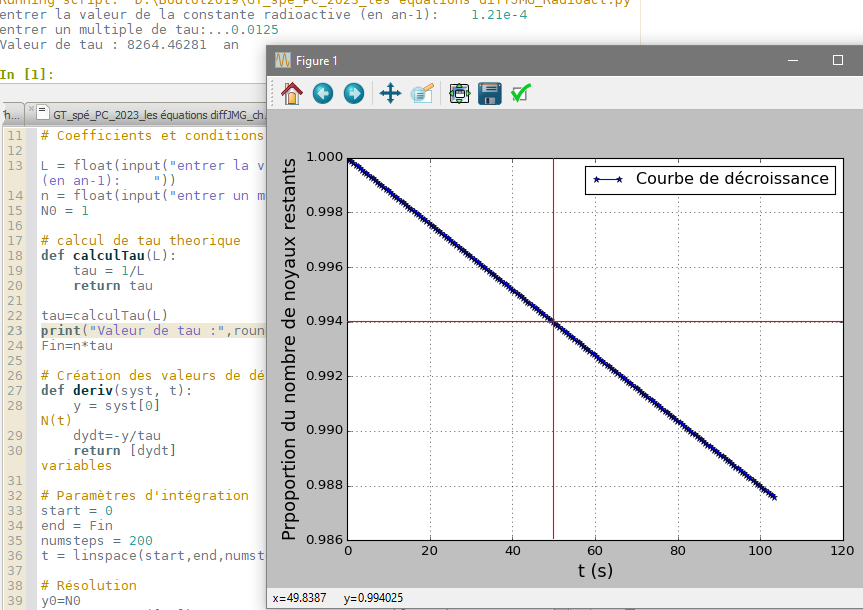 Running script: "D:\Boulot2019\GT_spé_PC_2023_les équations diffJMG_Radioact.py
entrer la valeur de la constante radioactive (en an-1): 1.21e-4
entrer un multiple de tau:...0.0125
Valeur de tau : 8264.46281 an
In [1]:
Figure 1
h... GT_spé_PC_2023_les équations diffJMG_ch
11 # Coefficients et conditions
12
13 L = float(input("entrer la v
(en an-1): "))
14 n = float(input("entrer un m
15 N0 = 1
16
17 # calcul de tau theorique
18 def calculTau(L):
19 tau = 1/L
20 return tau
21
22 tau=calculTau(L)
23 print("Valeur de tau :",roun
24 Fin=n*tau
25
26 # Création des valeurs de dé
27 def deriv(syst, t):
28 y = syst[0]
N(t)
29 dydt=-y/tau
30 return [dydt]
variables
31
32 # Paramètres d'intégration
33 start = 0
34 end = Fin
35 numsteps = 200
36 t = linspace(start,end,numst
37
38 # Résolution
39 y0=N0
Courbe de décroissance
Prpoportion du nombre de noyaux restants
1.000
0.998
0.996
0.994
0.992
0.990
0.988
0.986
0 20 40 60 80 100 120
t (s)
x=49.8387 y=0.994025